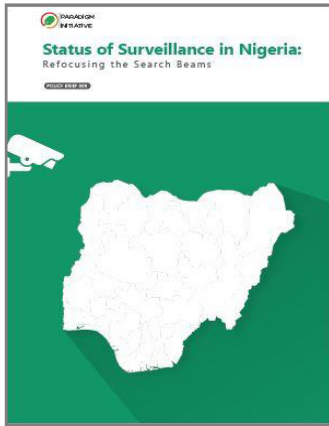 PARADIGM
INITIATIVE
Status of Surveillance in Nigeria:
Refocusing the Search Beams